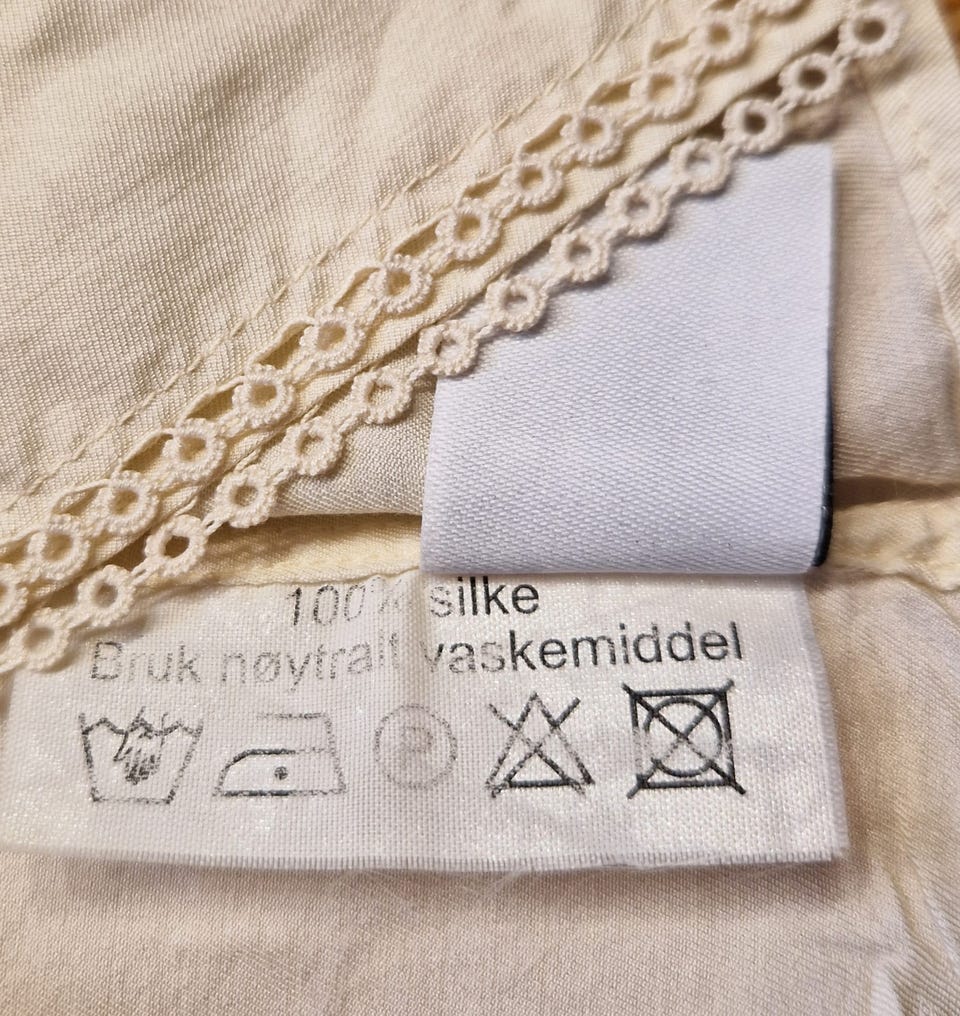 100% silke
Bruk nøytralt vaskemiddel
P